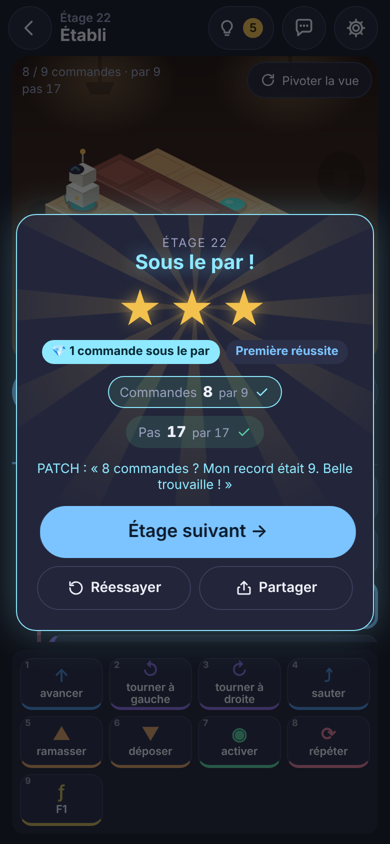 Étage 22
Établi
5
8 / 9 commandes · par 9
pas 17
Pivoter la vue
ÉTAGE 22
Sous le par !
1 commande sous le par
Première réussite
Commandes 8 par 9
Pas 17 par 17
PATCH : « 8 commandes ? Mon record était 9. Belle
trouvaille ! »
Étage suivant →
Réessayer
Partager
1
avancer
2
tourner à
gauche
3
tourner à
droite
4
sauter
5
ramasser
6
déposer
7
activer
8
répéter
9
F1